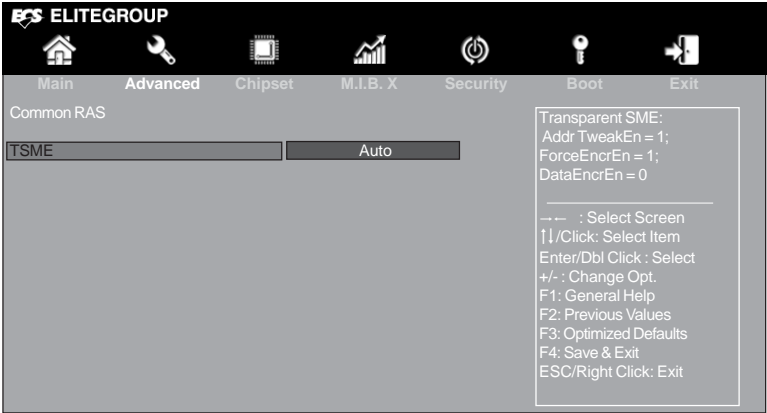 ECS ELITEGROUP
Main Advanced Chipset M.I.B. X Security Boot Exit
Common RAS
TSME Auto
Transparent SME:
Addr TweakEn = 1;
ForceEncrEn = 1;
DataEncrEn = 0
→← : Select Screen
↑↓/Click: Select Item
Enter/Dbl Click : Select
+/- : Change Opt.
F1: General Help
F2: Previous Values
F3: Optimized Defaults
F4: Save & Exit
ESC/Right Click: Exit